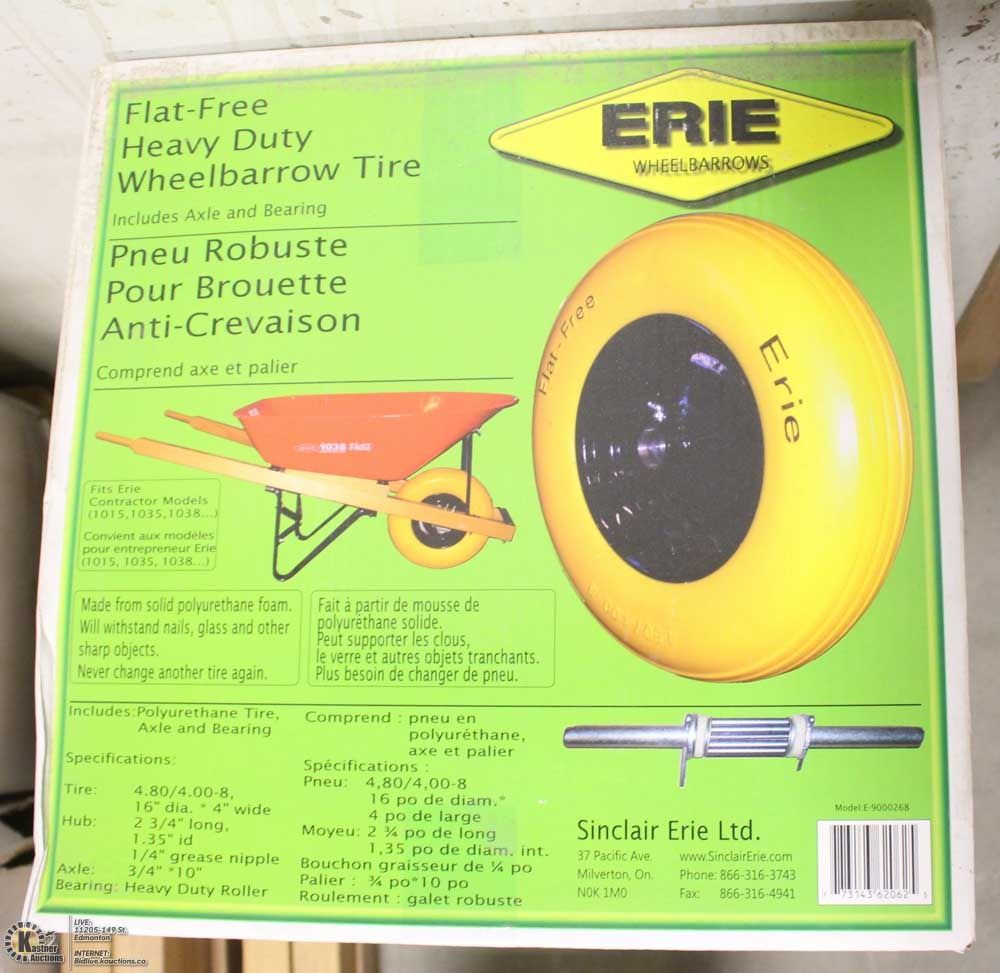 Flat-Free
Heavy Duty
Wheelbarrow Tire
Includes Axle and Bearing
Pneu Robuste
Pour Brouette
Anti-Crevaison
Comprend axe et palier
ERIE
WHEELBARROWS
Flat-Free
Erie
1038
Fits Erie
Contractor Models
(1015,1035,1038...)
Convient aux modèles
pour entrepreneur Erie
(1015, 1035, 1038...)
Made from solid polyurethane foam.
Will withstand nails, glass and other
sharp objects.
Never change another tire again.
Fait à partir de mousse de
polyuréthane solide.
Peut supporter les clous,
le verre et autres objets tranchants.
Plus besoin de changer de pneu.
Includes:Polyurethane Tire,
Axle and Bearing
Specifications:
Tire: 4.80/4.00-8,
16" dia. * 4" wide
Hub: 2 3/4" long,
1.35" id
1/4" grease nipple
Axle: 3/4" *10"
Bearing: Heavy Duty Roller
Comprend : pneu en
polyuréthane,
axe et palier
Spécifications :
Pneu: 4,80/4,00-8
16 po de diam.*
4 po de large
Moyeu: 2 ¾ po de long
1,35 po de diam. int.
Bouchon graisseur de ¼ po
Palier : ¾ po*10 po
Roulement : galet robuste
Model:E-9000268
Sinclair Erie Ltd.
37 Pacific Ave. www.SinclairErie.com
Milverton, On. Phone: 866-316-3743
N0K 1M0 Fax: 866-316-4941
73143 62062
Kastner
Auctions
LIVE:
11205-149 St,
Edmonton
INTERNET:
Bidlive.kauctions.ca